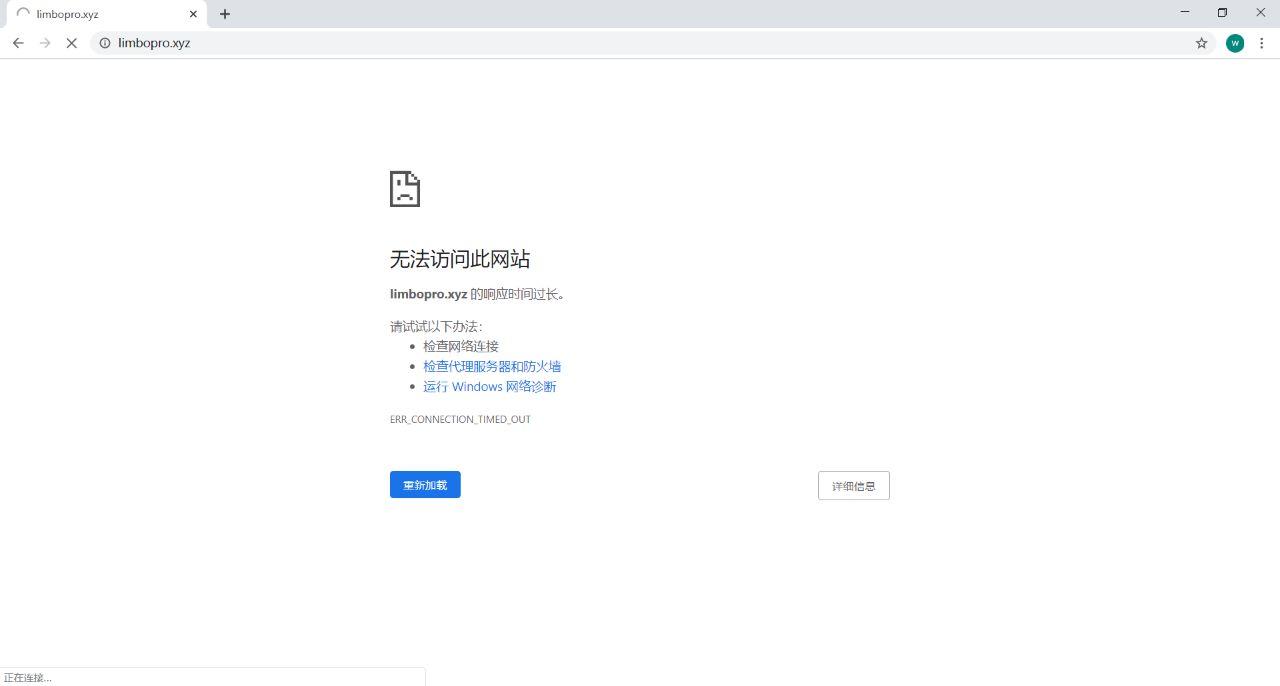 limbopro.xyz
limbopro.xyz
w
无法访问此网站
limbopro.xyz 的响应时间过长。
请试试以下办法：
检查网络连接
检查代理服务器和防火墙
运行 Windows 网络诊断
ERR_CONNECTION_TIMED_OUT
重新加载
详细信息
正在连接...